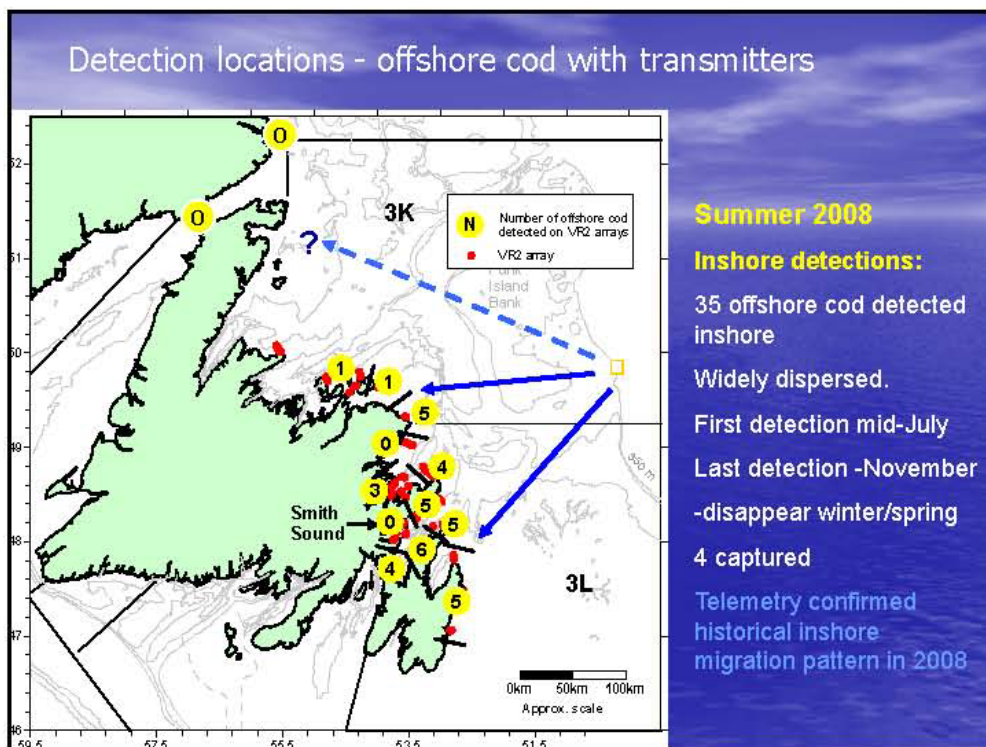 Detection locations - offshore cod with transmitters
O
O
52
51
50
49
48
47
46
59.5
57.5
55.5
53.5
51.5
3K
N
Number of offshore cod
detected on VR2 arrays
VR2 array
?
Island
Bank
1
1
5
0
4
3
5
Smith
Sound
0
5
6
4
5
3L
0km 50km 100km
Approx. scale
Summer 2008
Inshore detections:
35 offshore cod detected
inshore
Widely dispersed.
First detection mid-July
Last detection -November
-disappear winter/spring
4 captured
Telemetry confirmed
historical inshore
migration pattern in 2008